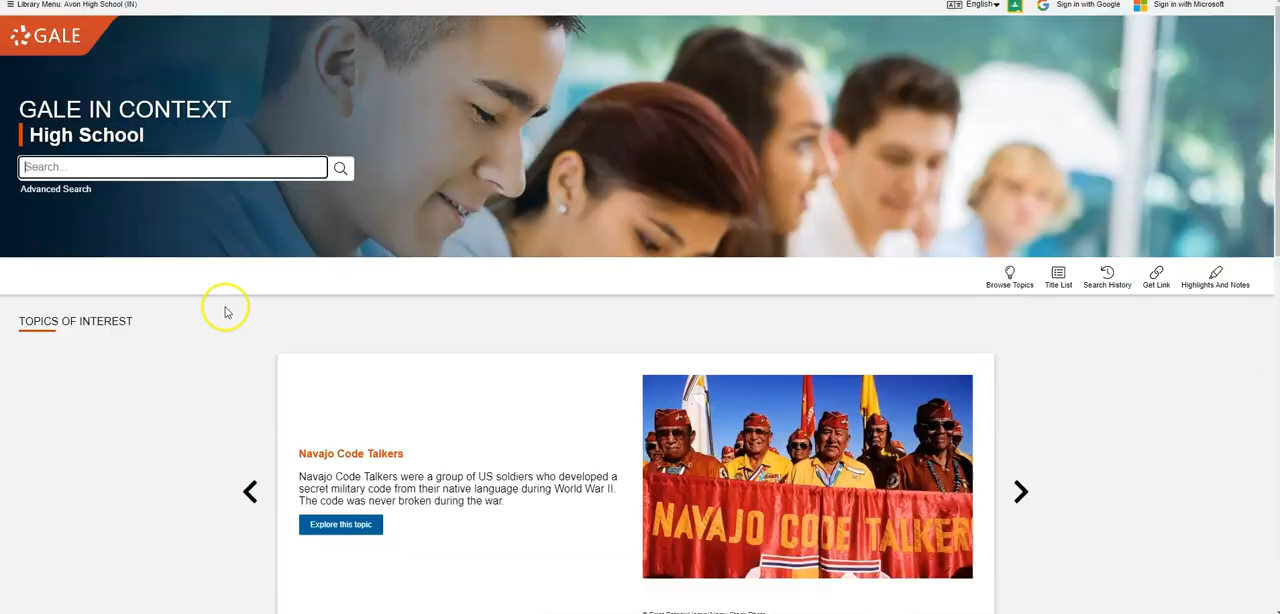 Library Menu: Avon High School (IN)
English
Sign in with Google
Sign in with Microsoft
GALE
GALE IN CONTEXT
High School
Search...
Advanced Search
Browse Topics
Title List
Search History
Get Link
Highlights And Notes
TOPICS OF INTEREST
Navajo Code Talkers
Navajo Code Talkers were a group of US soldiers who developed a
secret military code from their native language during World War II.
The code was never broken during the war.
Explore this topic
NAVAJO CODE TALKER